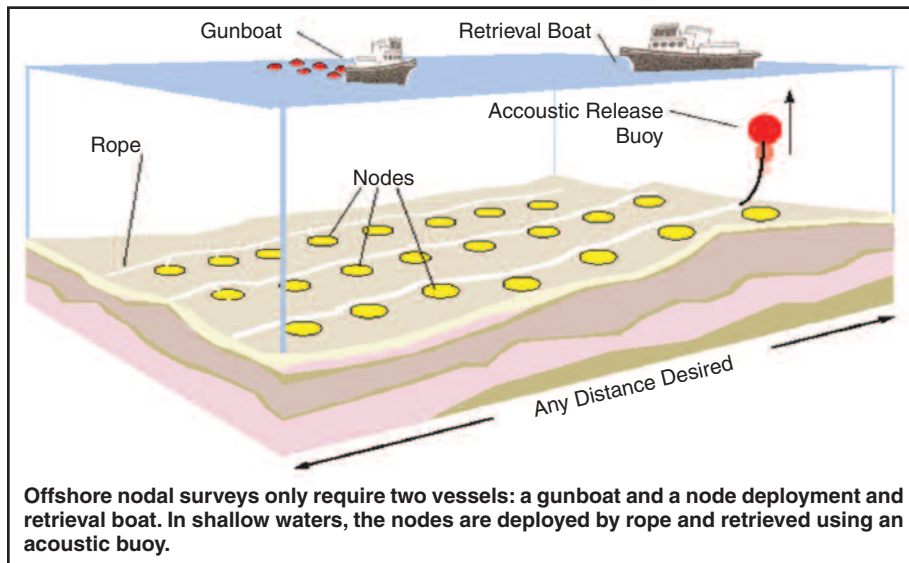 Gunboat
Retrieval Boat
Accoustic Release
Buoy
Rope
Nodes
Any Distance Desired
Offshore nodal surveys only require two vessels: a gunboat and a node deployment and
retrieval boat. In shallow waters, the nodes are deployed by rope and retrieved using an
acoustic buoy.